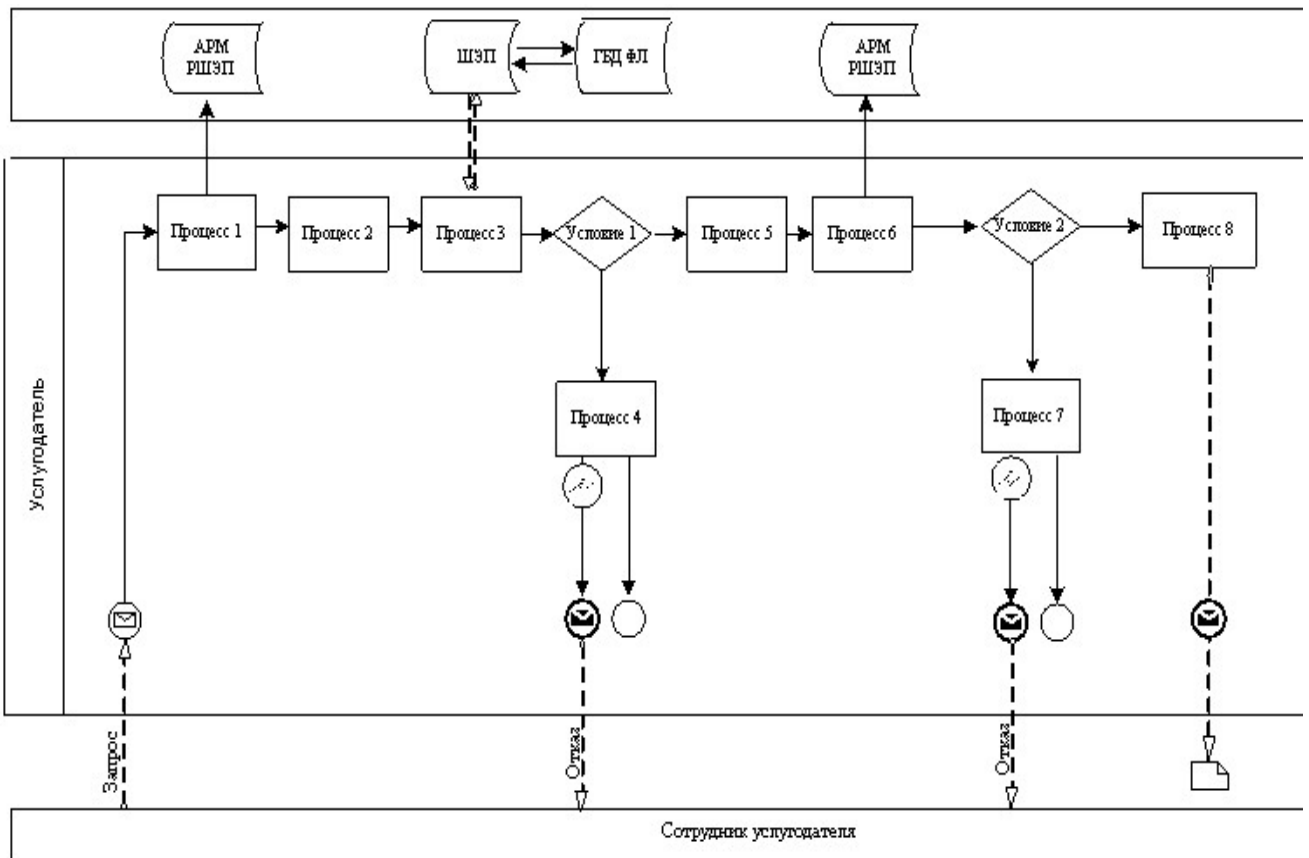 АРМ
РШЭП
ШЭП
ГБД ФЛ
АРМ
РШЭП
Услугодатель
Процесс 1
Процесс 2
Процесс 3
Условие 1
Процесс 5
Процесс 6
Условие 2
Процесс 8
Процесс 4
Процесс 7
Запрос
Отказ
Отказ
Сотрудник услугодателя